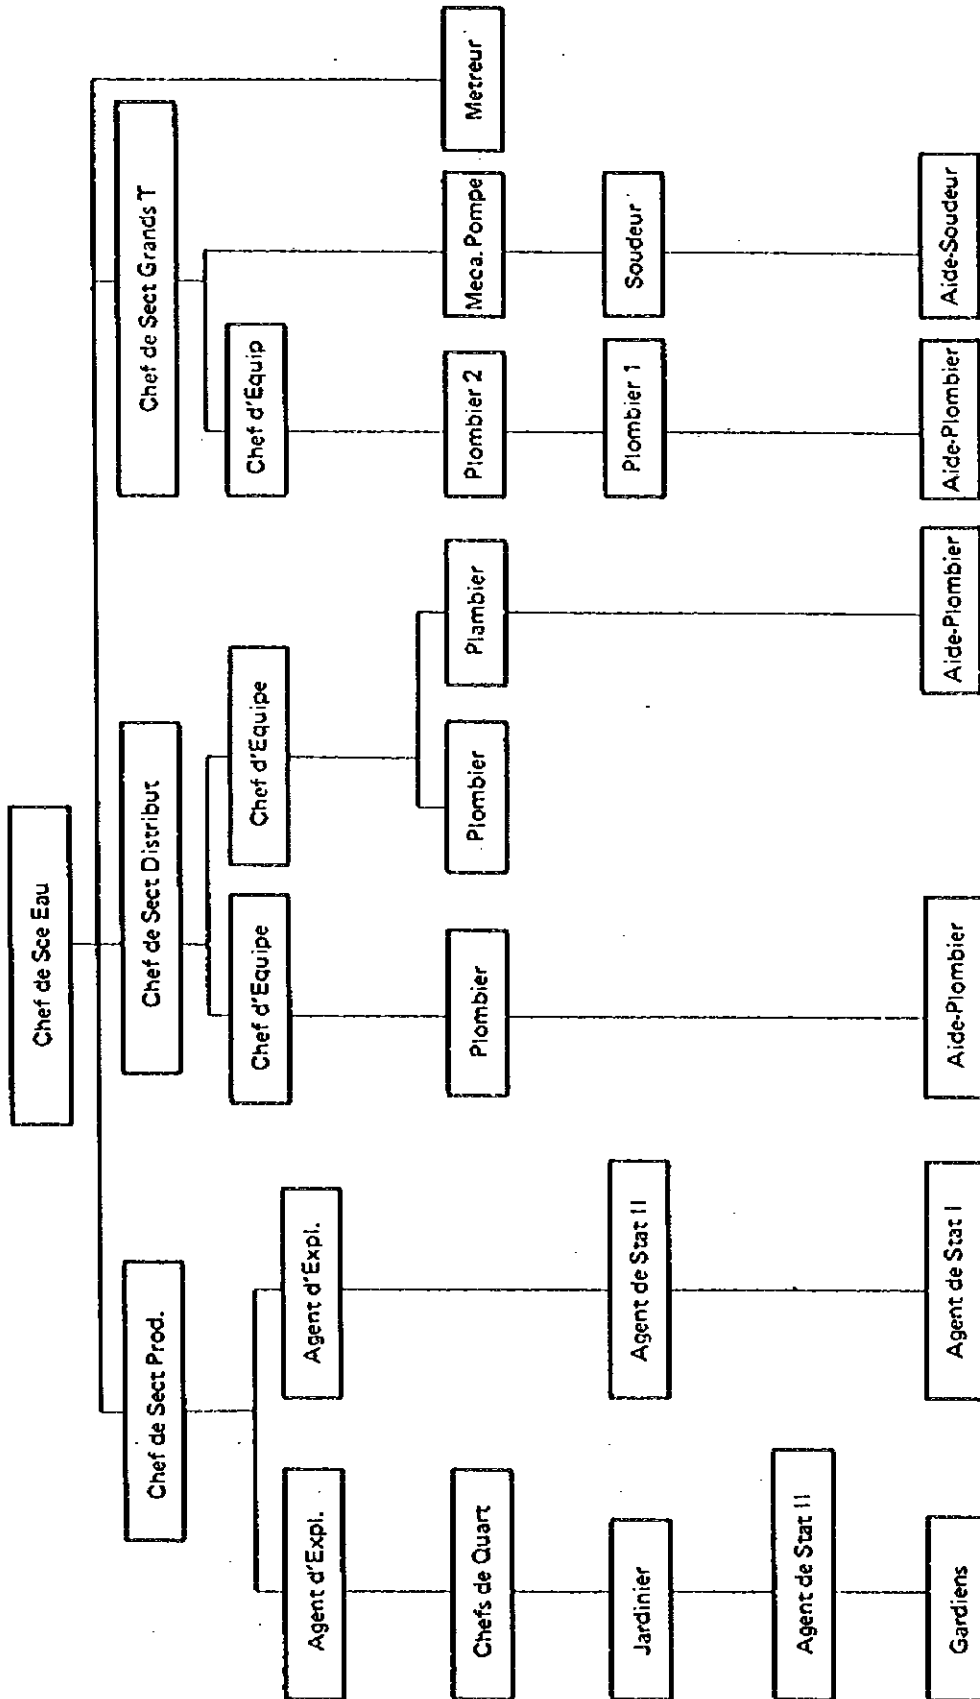 Chef de Sce Eau
Chef de Sect Prod.
Chef de Sect Distribut
Chef de Sect Grands T
Agent d'Expl.
Agent d'Expl.
Chef d'Equipe
Chef d'Equipe
Chef d'Equip
Chefs de Quart
Plombier
Plombier
Plambier
Plombier 2
Meca. Pompe
Metreur
Jardinier
Agent de Stat II
Plombier 1
Soudeur
Agent de Stat II
Gardiens
Agent de Stat I
Aide-Plombier
Aide-Plombier
Aide-Plombier
Aide-Soudeur